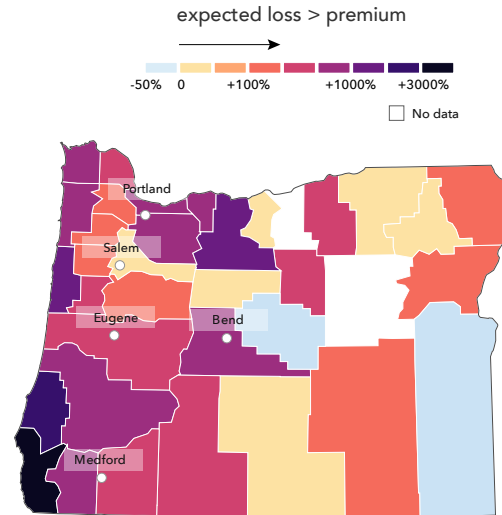 expected loss > premium
-50% 0 +100% +1000% +3000%
No data
Portland
Salem
Eugene
Bend
Medford